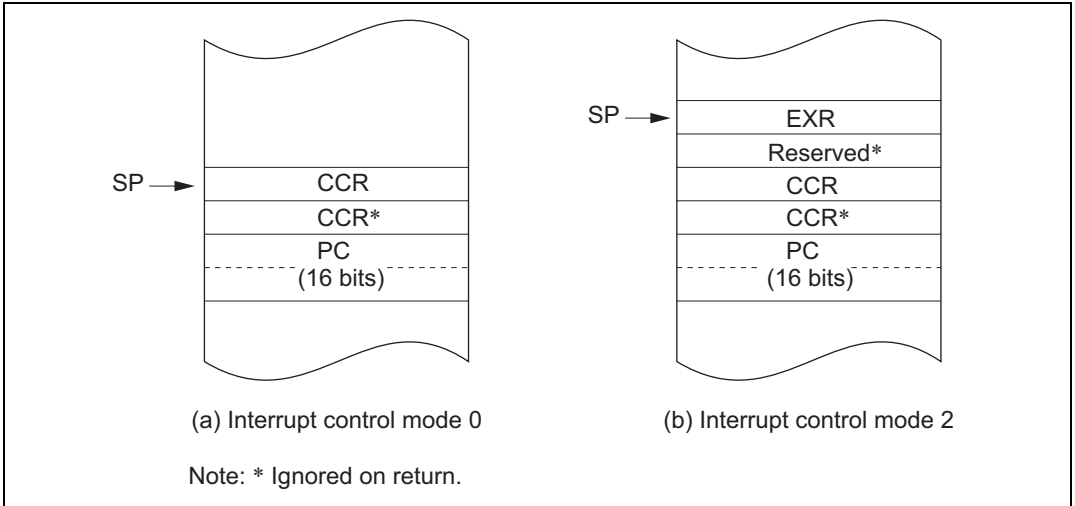 SP
CCR
CCR*
PC
(16 bits)
(a) Interrupt control mode 0
SP
EXR
Reserved*
CCR
CCR*
PC
(16 bits)
(b) Interrupt control mode 2
Note: * Ignored on return.